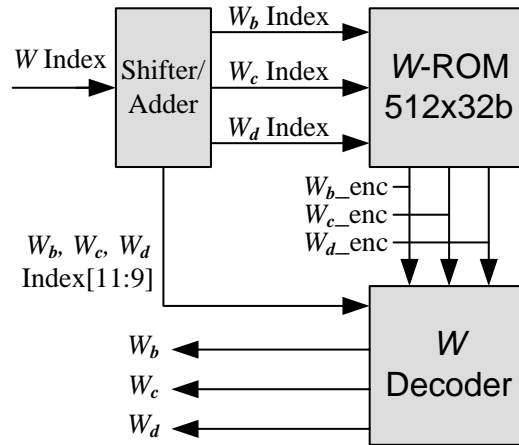 W_b Index
W Index
Shifter/
Adder
W_c Index
W-ROM
512x32b
W_d Index
W_b_enc
W_c_enc
W_d_enc
W_b, W_c, W_d
Index[11:9]
W_b
W
Decoder
W_c
W_d